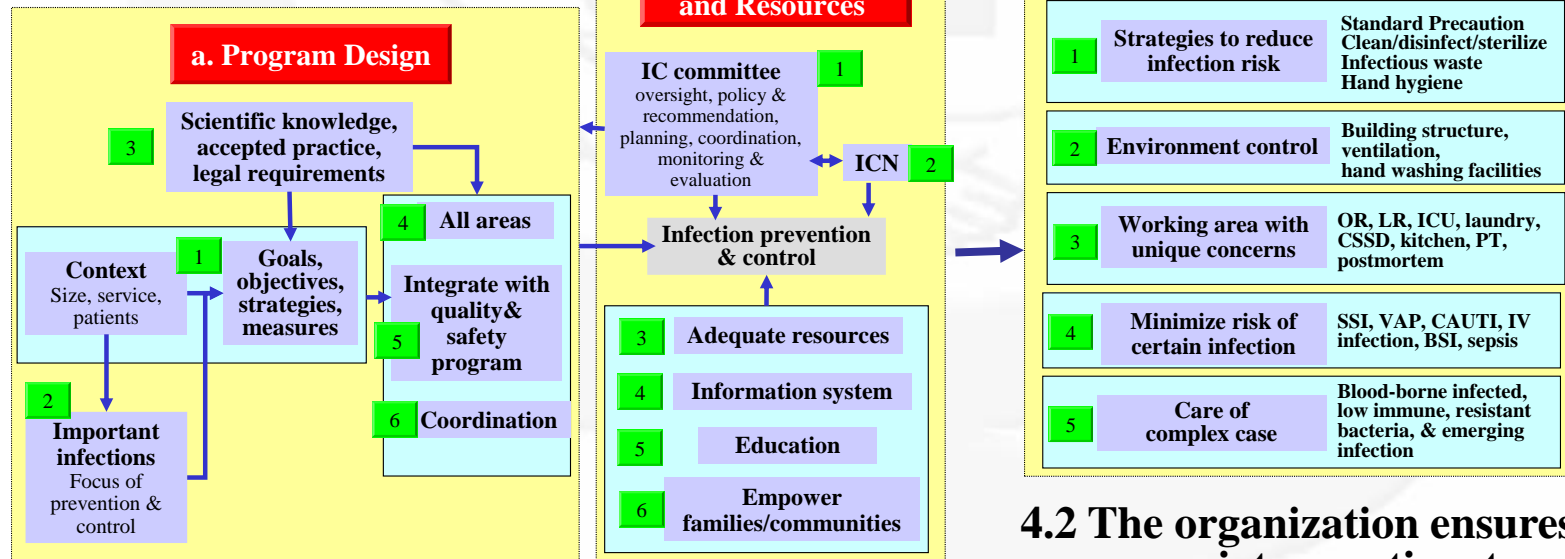 a. Program Design
3
Scientific knowledge,
accepted practice,
legal requirements
4
All areas
1
Context
Size, service,
patients
Goals,
objectives,
strategies,
measures
Integrate with
quality&
5
safety
program
2
Important
infections
Focus of
prevention &
control
6
Coordination
and Resources
IC committee
1
oversight, policy &
recommendation,
planning, coordination,
monitoring &
evaluation
ICN
2
Infection prevention
& control
3
Adequate resources
4
Information system
5
Education
6
Empower
families/communities
1
Strategies to reduce
infection risk
Standard Precaution
Clean/disinfect/sterilize
Infectious waste
Hand hygiene
2
Environment control
Building structure,
ventilation,
hand washing facilities
3
Working area with
unique concerns
OR, LR, ICU, laundry,
CSSD, kitchen, PT,
postmortem
4
Minimize risk of
certain infection
SSI, VAP, CAUTI, IV
infection, BSI, sepsis
5
Care of
complex case
Blood-borne infected,
low immune, resistant
bacteria, & emerging
infection
4.2 The organization ensures